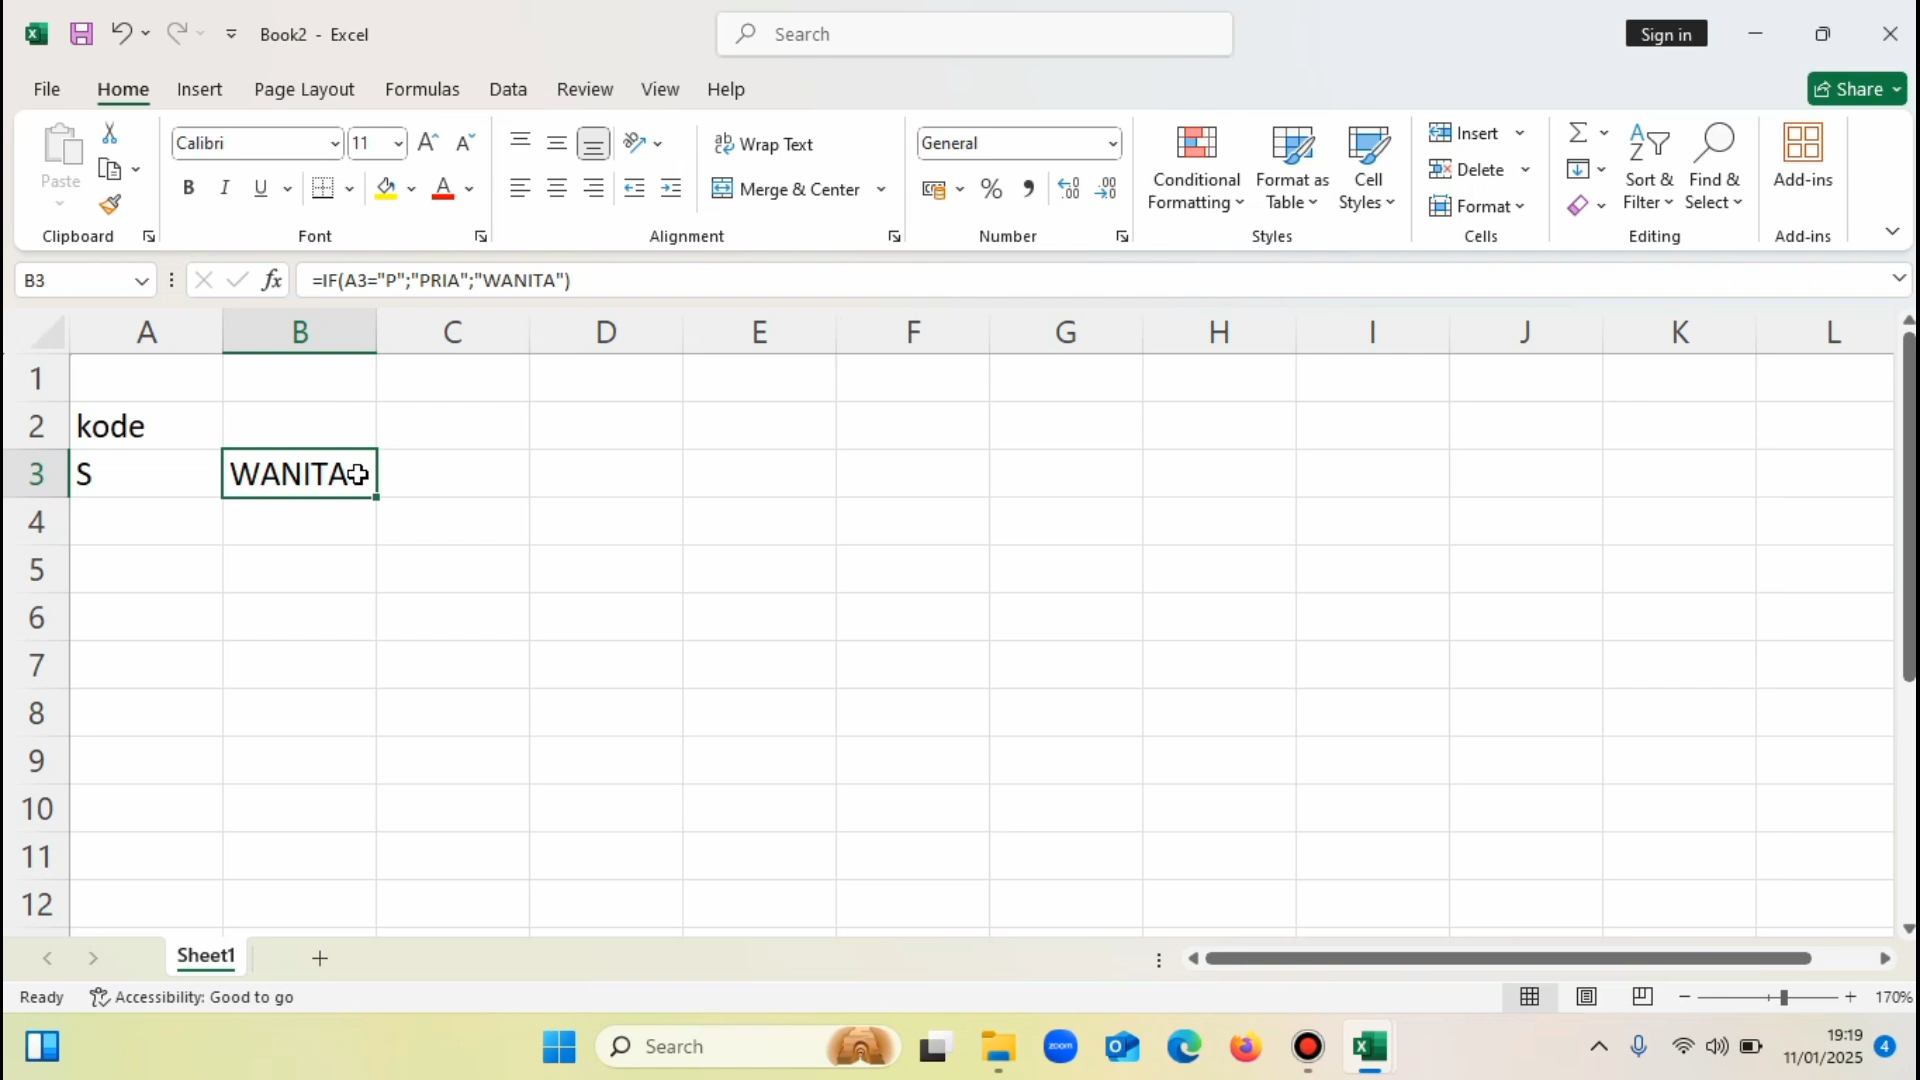 Book2 - Excel
Search
Sign in
File Home Insert Page Layout Formulas Data Review View Help
Share
Paste
Calibri 11
B I U A
ab Wrap Text
Merge & Center
General
% 
Conditional Formatting
Format as Table
Cell Styles
Insert
Delete
Format
Sort & Filter
Find & Select
Add-ins
Clipboard Font Alignment Number Styles Cells Editing Add-ins
B3 fx =IF(A3="P";"PRIA";"WANITA")
A B C D E F G H I J K L
1
2 kode
3 S WANITA
4
5
6
7
8
9
10
11
12
Sheet1
Ready Accessibility: Good to go 170%
Search zoom 19:19
11/01/2025 4